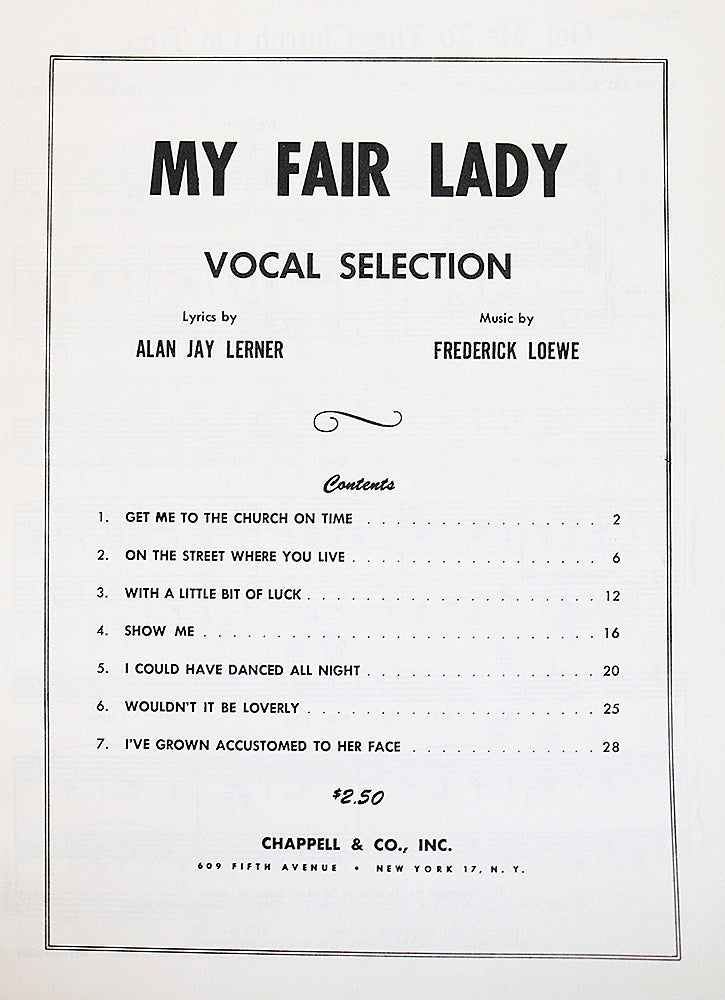 MY FAIR LADY
VOCAL SELECTION
Lyrics by
ALAN JAY LERNER
Music by
FREDERICK LOEWE
Contents
1. GET ME TO THE CHURCH ON TIME . . . . . . . . . . . . . . . . 2
2. ON THE STREET WHERE YOU LIVE . . . . . . . . . . . . . . . . . 6
3. WITH A LITTLE BIT OF LUCK . . . . . . . . . . . . . . . . . . . . 12
4. SHOW ME . . . . . . . . . . . . . . . . . . . . . . . . . . . 16
5. I COULD HAVE DANCED ALL NIGHT . . . . . . . . . . . . . . . . 20
6. WOULDN'T IT BE LOVERLY . . . . . . . . . . . . . . . . . . . . 25
7. I'VE GROWN ACCUSTOMED TO HER FACE . . . . . . . . . . . . . 28
$2.50
CHAPPELL & CO., INC.
609 FIFTH AVENUE • NEW YORK 17, N. Y.